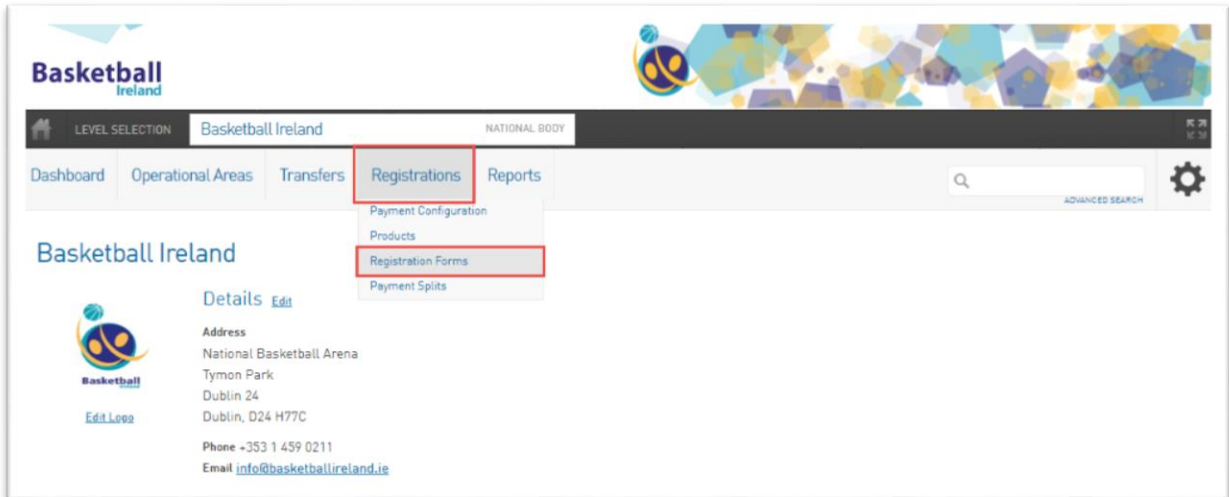 Basketball
Ireland
LEVEL SELECTION Basketball Ireland NATIONAL BODY
Dashboard Operational Areas Transfers Registrations Reports
ADVANCED SEARCH
Payment Configuration
Products
Registration Forms
Payment Splits
Basketball Ireland
Details Edit
Address
National Basketball Arena
Tymon Park
Dublin 24
Dublin, D24 H77C
Phone +353 1 459 0211
Email info@basketballireland.ie
Basketball
Ireland
Edit Logo